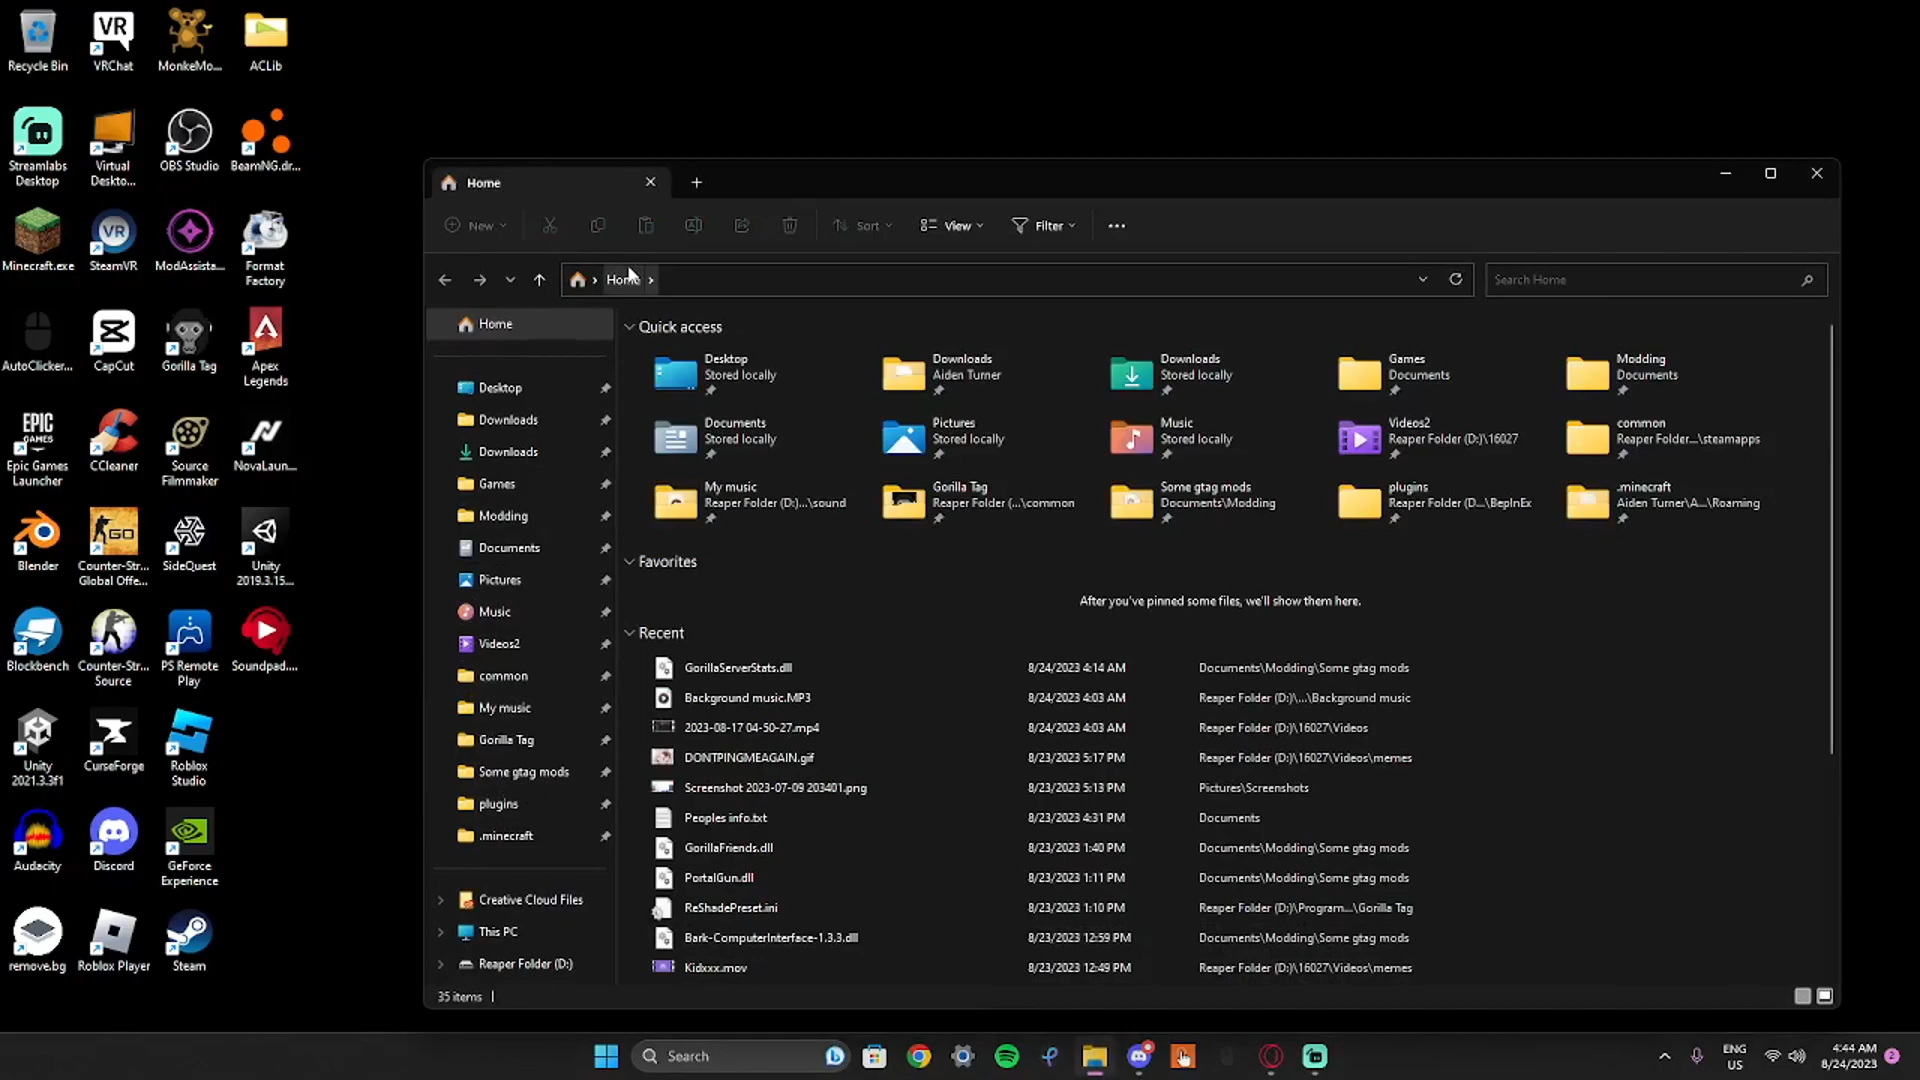 Recycle Bin
VR
VRChat
MonkeMo...
ACLib
Streamlabs
Desktop
Virtual
Deskto...
OBS Studio
BeamNG.dr...
Minecraft.exe
VR
SteamVR
ModAssista...
Format
Factory
AutoClicker...
CapCut
Gorilla Tag
Apex
Legends
EPIC
GAMES
Epic Games
Launcher
CCleaner
Source
Filmmaker
NovaLaun...
Blender
GO
Counter-Str...
Global Offe...
SideQuest
Unity
2019.3.15...
Blockbench
Counter-Str...
Source
PS Remote
Play
Soundpad....
Unity
2021.3.3f1
CurseForge
Roblox
Studio
Audacity
Discord
GeForce
Experience
remove.bg
Roblox Player
Steam
Home
New
Sort
View
Filter
Home
Search Home
Home
Desktop
Downloads
Downloads
Games
Modding
Documents
Pictures
Music
Videos2
common
My music
Gorilla Tag
Some gtag mods
plugins
.minecraft
Creative Cloud Files
This PC
Reaper Folder (D:)
Quick access
Desktop
Stored locally
Downloads
Aiden Turner
Downloads
Stored locally
Games
Documents
Modding
Documents
Documents
Stored locally
Pictures
Stored locally
Music
Stored locally
Videos2
Reaper Folder (D:)\16027
common
Reaper Folder...\steamapps
My music
Reaper Folder (D:)...\sound
Gorilla Tag
Reaper Folder (...\common
Some gtag mods
Documents\Modding
plugins
Reaper Folder (D...\BepInEx
.minecraft
Aiden Turner\A...\Roaming
Favorites
After you've pinned some files, we'll show them here.
Recent
GorillaServerStats.dll 8/24/2023 4:14 AM Documents\Modding\Some gtag mods
Background music.MP3 8/24/2023 4:03 AM Reaper Folder (D:)\...\Background music
2023-08-17 04-50-27.mp4 8/24/2023 4:03 AM Reaper Folder (D:)\16027\Videos
DONTPINGMEAGAIN.gif 8/23/2023 5:17 PM Reaper Folder (D:)\16027\Videos\memes
Screenshot 2023-07-09 203401.png 8/23/2023 5:13 PM Pictures\Screenshots
Peoples info.txt 8/23/2023 4:31 PM Documents
GorillaFriends.dll 8/23/2023 1:40 PM Documents\Modding\Some gtag mods
PortalGun.dll 8/23/2023 1:11 PM Documents\Modding\Some gtag mods
ReShadePreset.ini 8/23/2023 1:10 PM Reaper Folder (D:)\Program...\Gorilla Tag
Bark-ComputerInterface-1.3.3.dll 8/23/2023 12:59 PM Documents\Modding\Some gtag mods
Kidxxx.mov 8/23/2023 12:49 PM Reaper Folder (D:)\16027\Videos\memes
35 items
Search
ENG
US
4:44 AM
8/24/2023
2